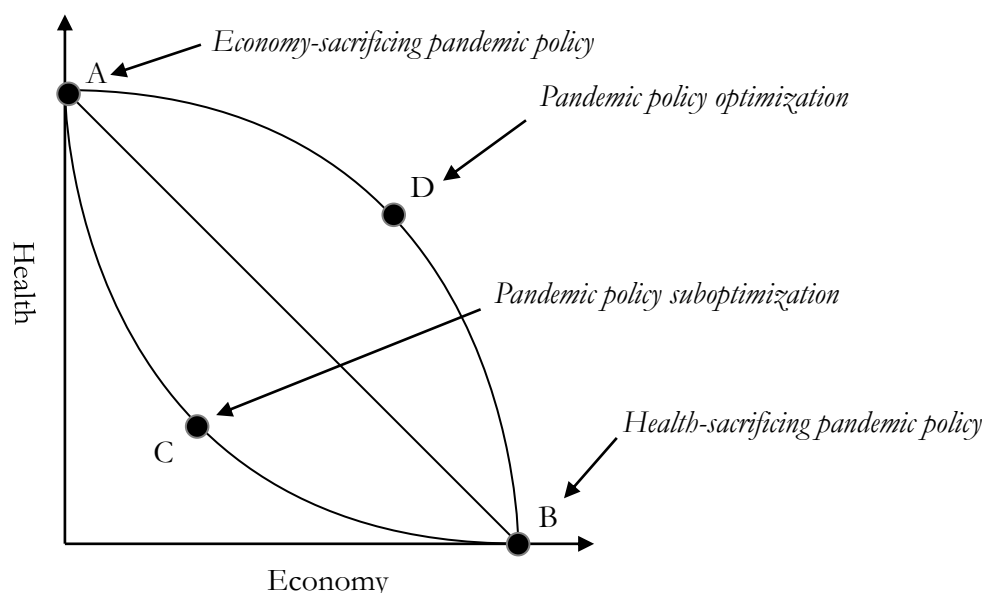 Economy-sacrificing pandemic policy
A
Pandemic policy optimization
D
Health
Pandemic policy suboptimization
C
Health-sacrificing pandemic policy
B
Economy